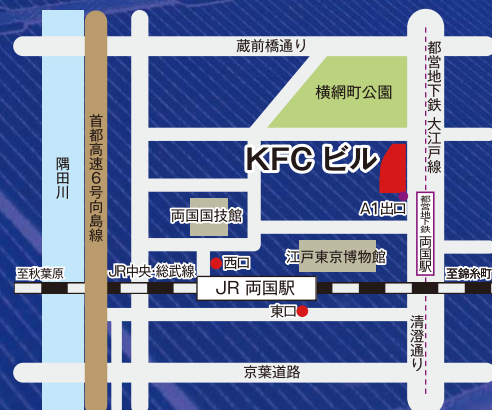 蔵前橋通り
都営地下鉄 大江戸線
横網町公園
首都高速6号向島線
隅田川
KFC ビル
A1出口
両国国技館
都営地下鉄 両国駅
江戸東京博物館
西口
至秋葉原
JR中央・総武線
至錦糸町
JR 両国駅
東口
清澄通り
京葉道路